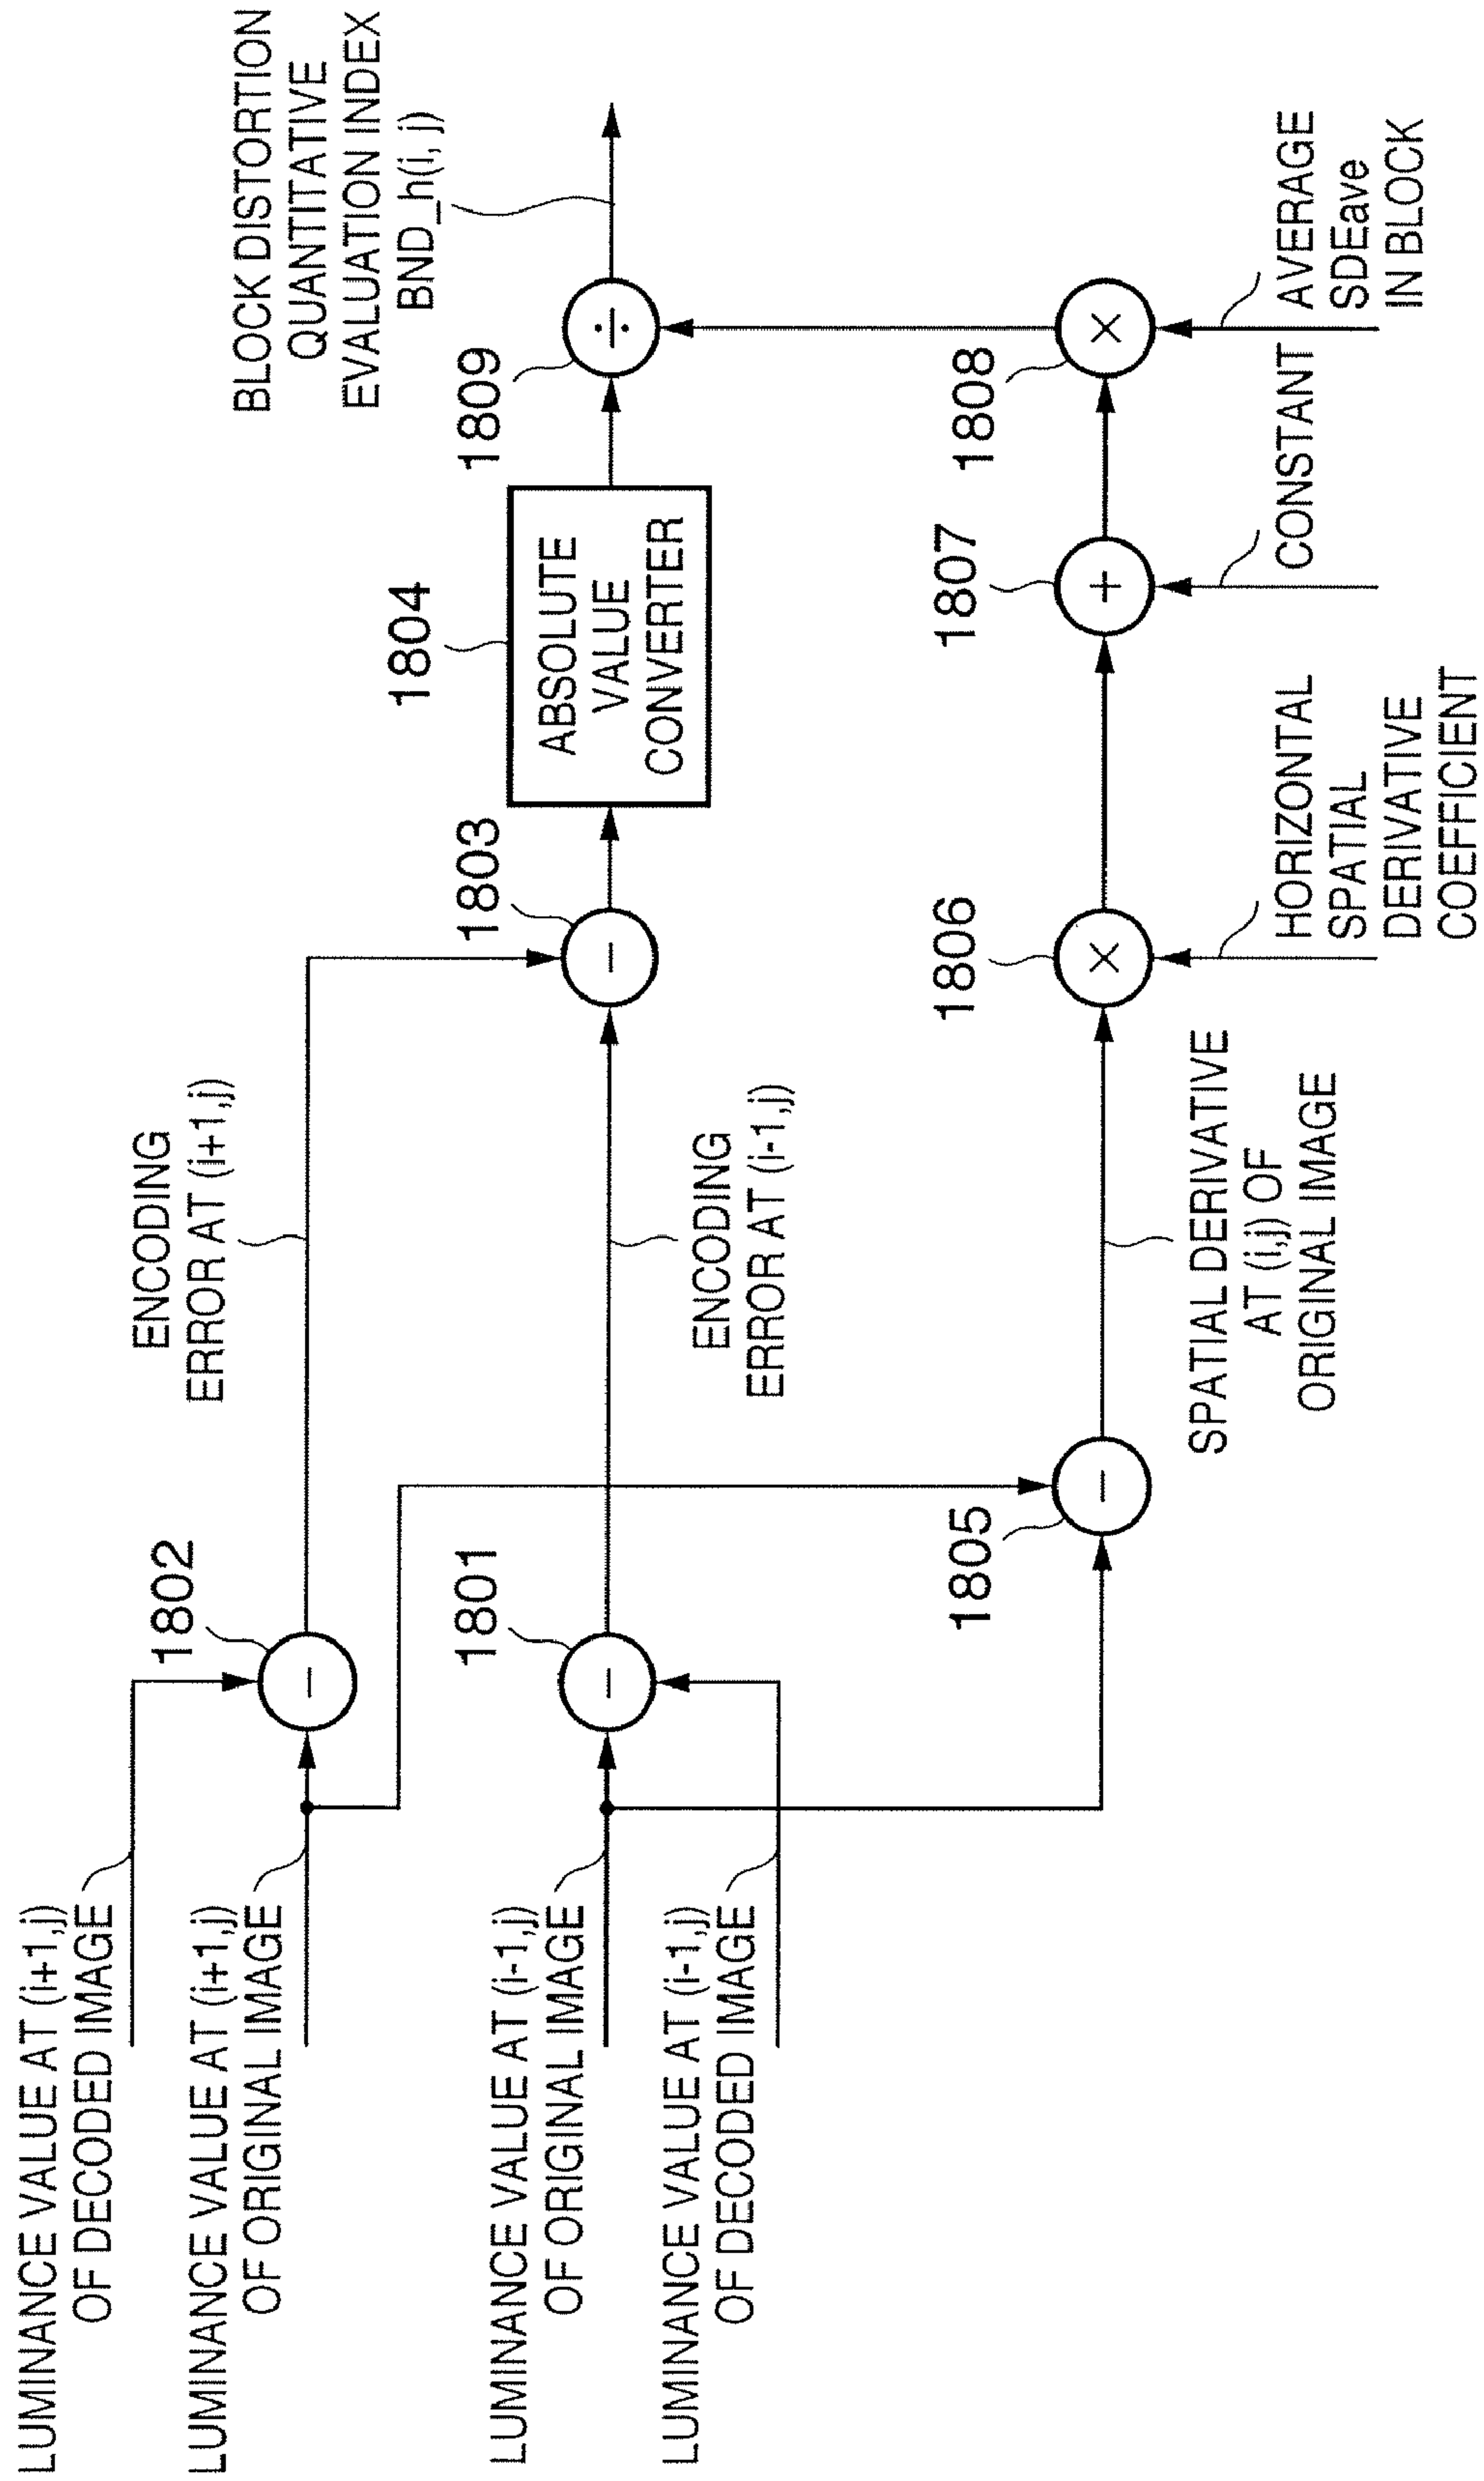 LUMINANCE VALUE AT (i+1,j)
OF DECODED IMAGE
LUMINANCE VALUE AT (i+1,j)
OF ORIGINAL IMAGE
LUMINANCE VALUE AT (i-1,j)
OF ORIGINAL IMAGE
LUMINANCE VALUE AT (i-1,j)
OF DECODED IMAGE
1802
−
1801
−
1805
−
ENCODING
ERROR AT (i+1,j)
ENCODING
ERROR AT (i-1,j)
SPATIAL DERIVATIVE
AT (i,j) OF
ORIGINAL IMAGE
1803
−
1806
×
HORIZONTAL
SPATIAL
DERIVATIVE
COEFFICIENT
1804
ABSOLUTE
VALUE
CONVERTER
1807
+
CONSTANT
1809
÷
1808
×
AVERAGE
SDEave
IN BLOCK
BLOCK DISTORTION
QUANTITATIVE
EVALUATION INDEX
BND_h(i, j)